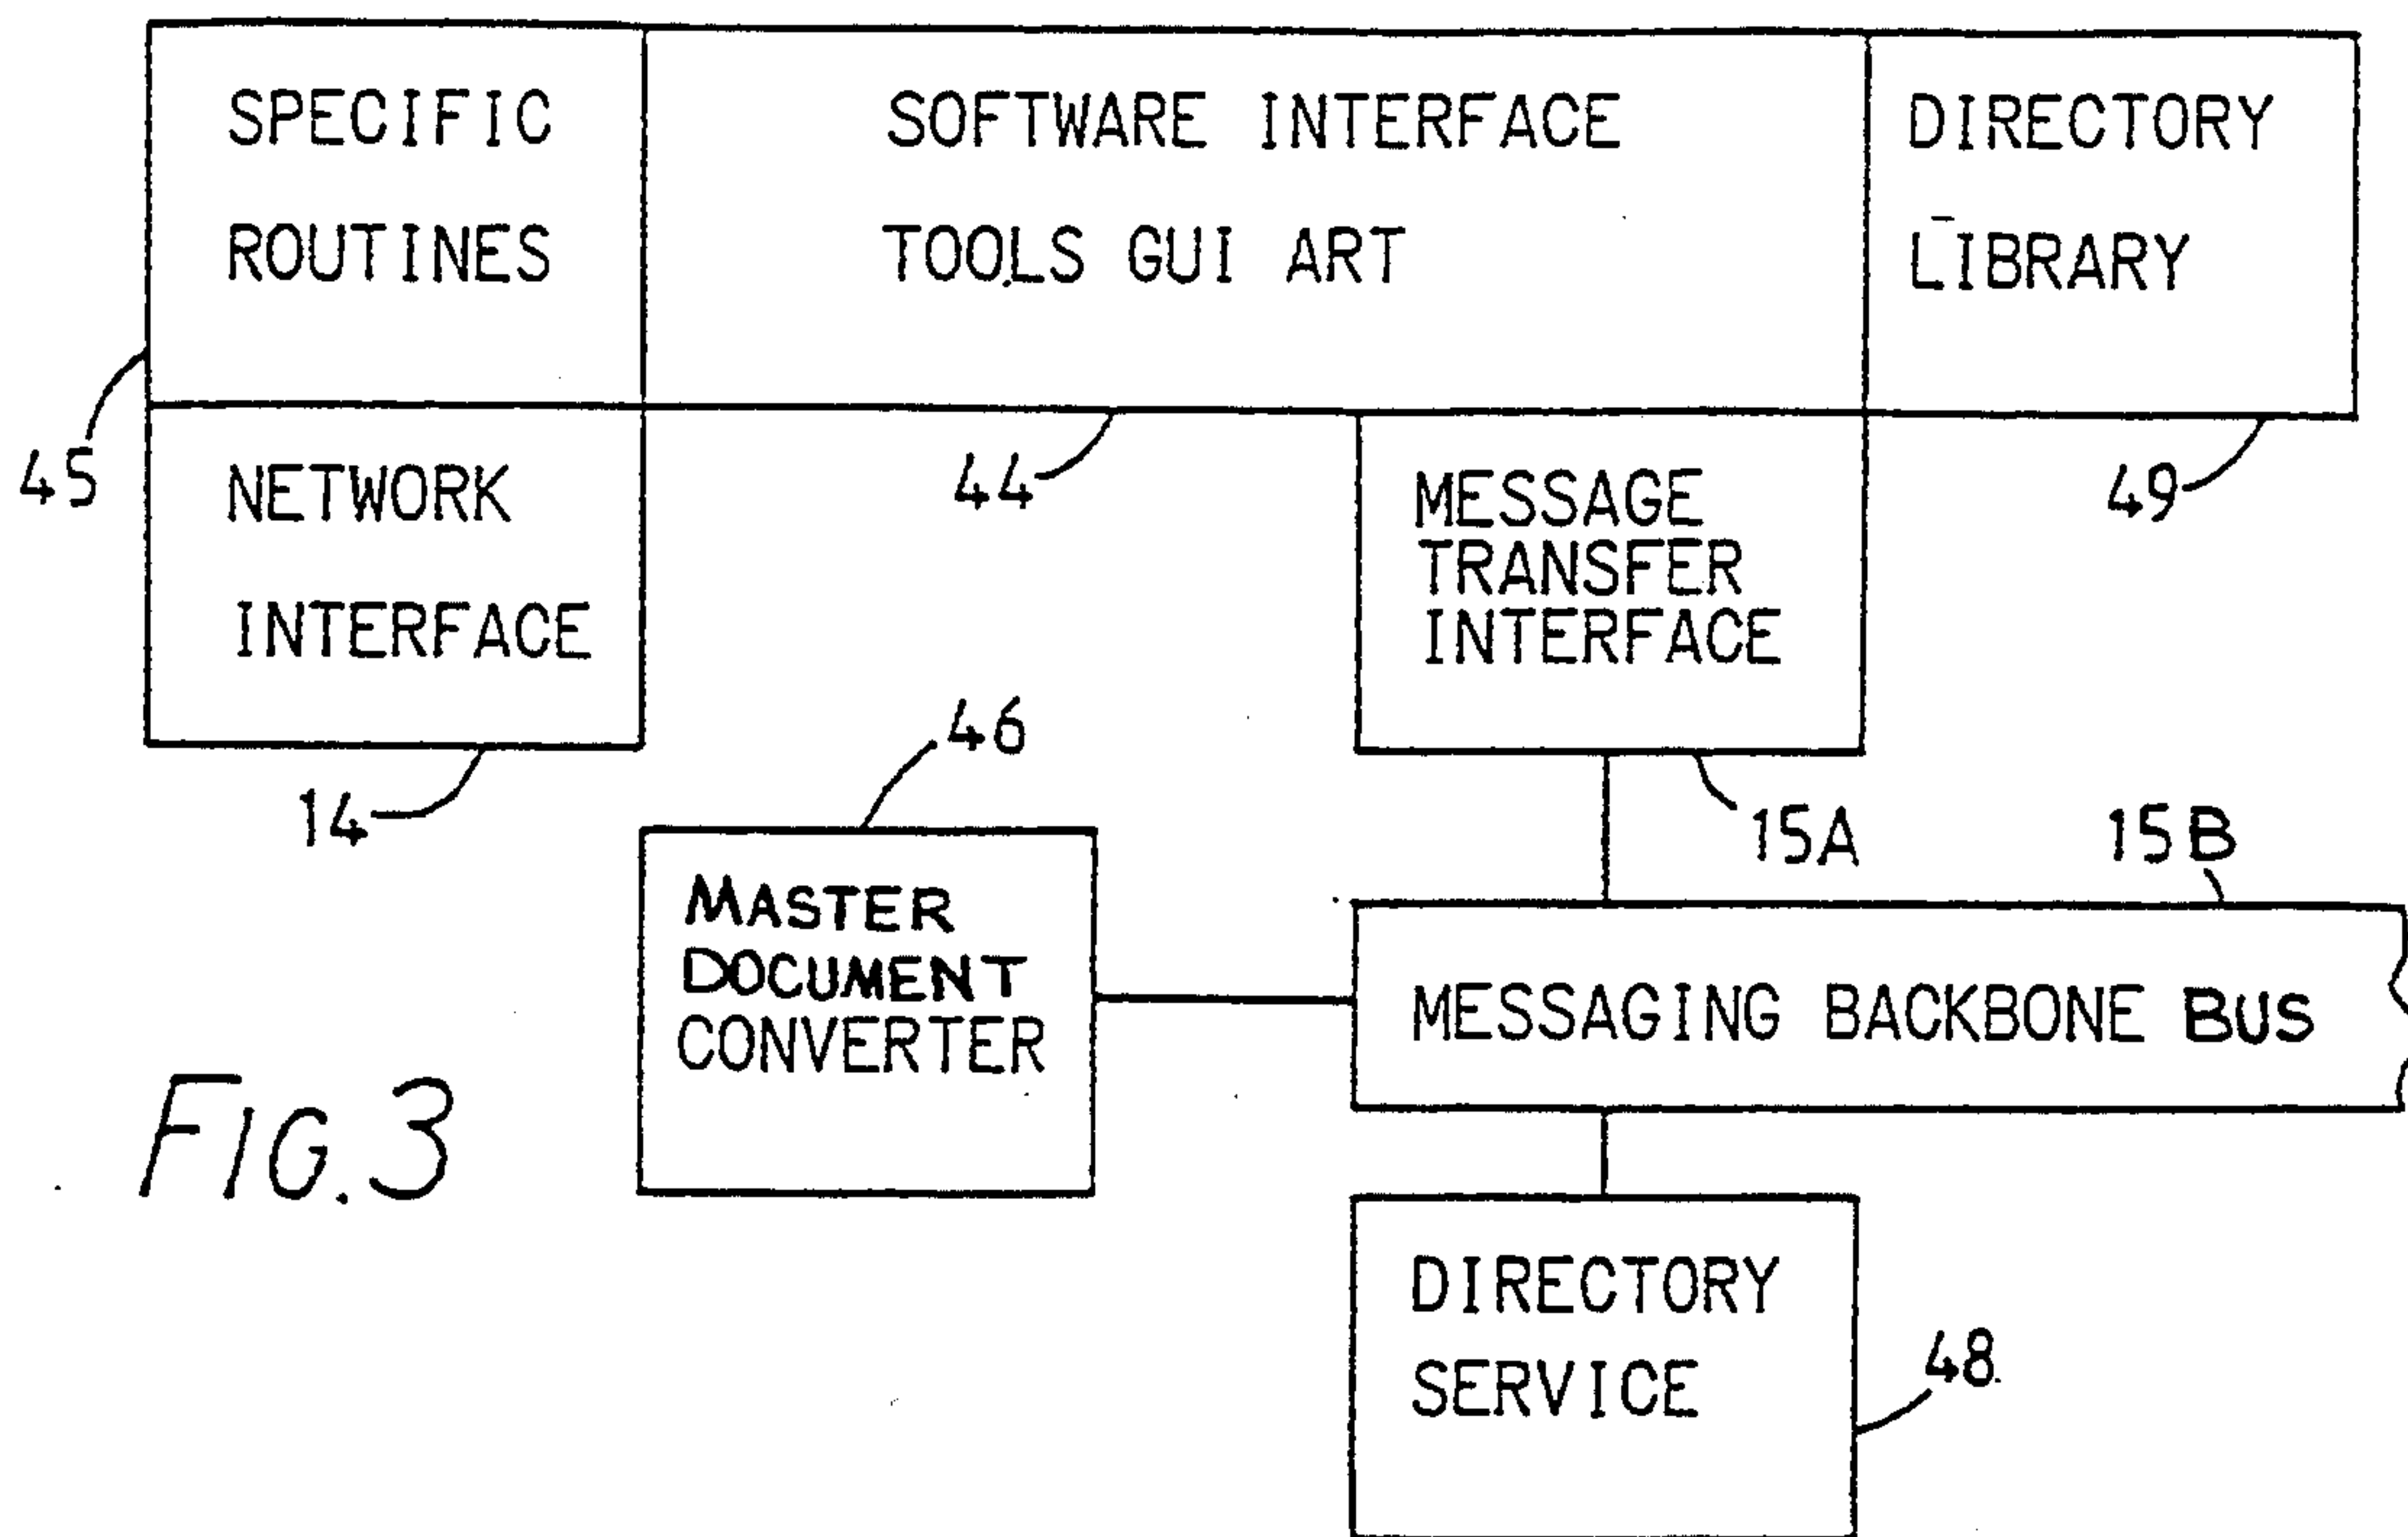 SPECIFIC
ROUTINES
SOFTWARE INTERFACE
TOOLS GUI ART
DIRECTORY
LIBRARY
45
44
49
NETWORK
INTERFACE
MESSAGE
TRANSFER
INTERFACE
14
46
15A
15B
MASTER
DOCUMENT
CONVERTER
MESSAGING BACKBONE BUS
FIG. 3
DIRECTORY
SERVICE
48